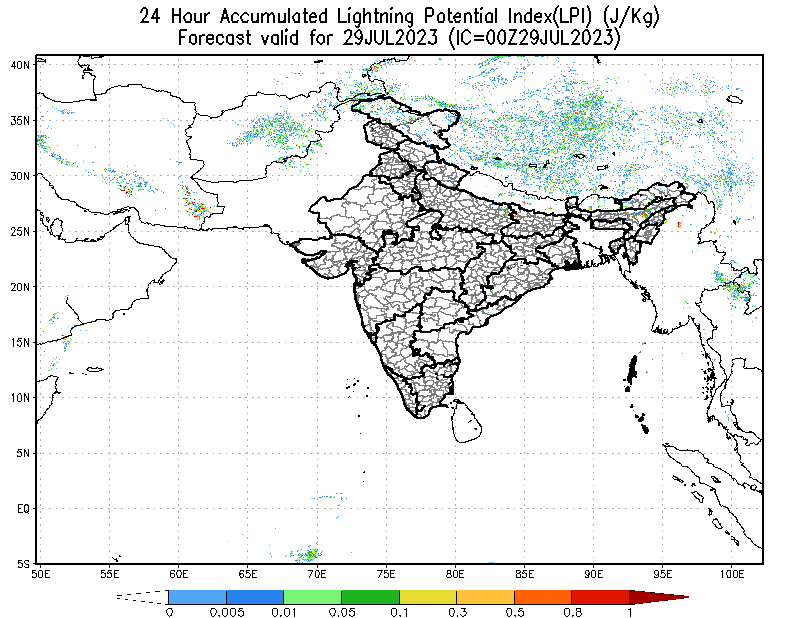 24 Hour Accumulated Lightning Potential Index(LPI) (J/Kg)
Forecast valid for 29JUL2023 (IC=00Z29JUL2023)
40N
35N
30N
25N
20N
15N
10N
5N
EQ
5S
50E 55E 60E 65E 70E 75E 80E 85E 90E 95E 100E
0 0.005 0.01 0.05 0.1 0.3 0.5 0.8 1